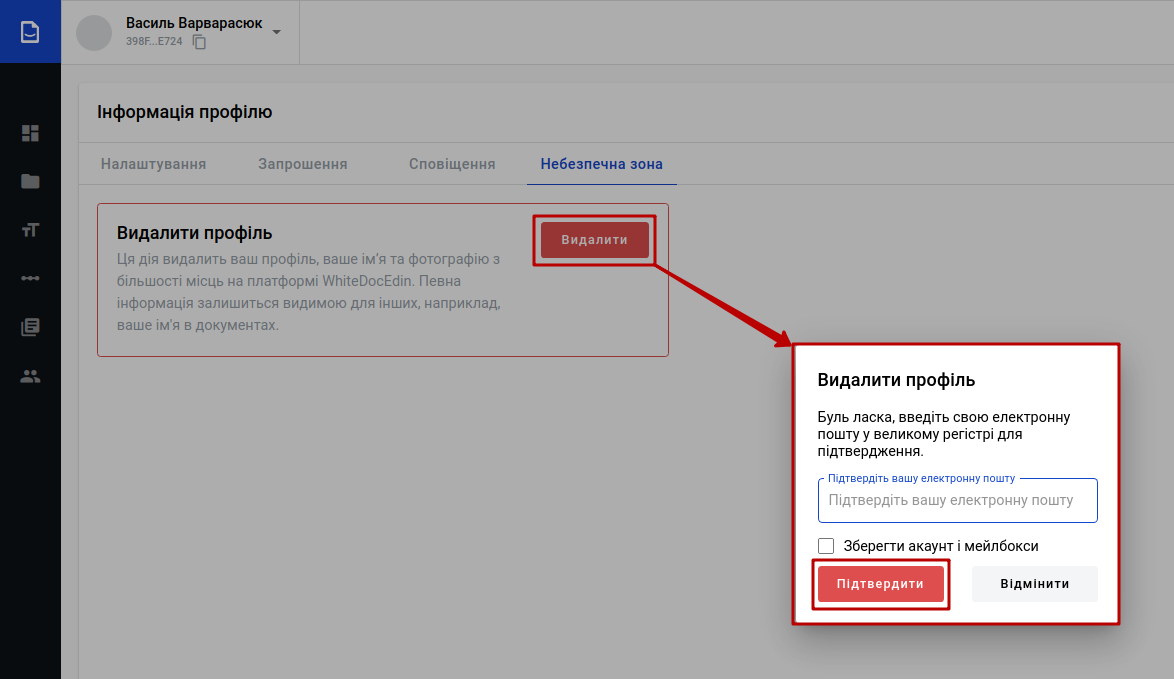 Василь Варварасюк
398F...E724
Інформація профілю
Налаштування Запрошення Сповіщення Небезпечна зона
Видалити профіль
Видалити
Ця дія видалить ваш профіль, ваше ім'я та фотографію з
більшості місць на платформі WhiteDocEdin. Певна
інформація залишиться видимою для інших, наприклад,
ваше ім'я в документах.
Видалити профіль
Буль ласка, введіть свою електронну
пошту у великому регістрі для
підтвердження.
Підтвердіть вашу електронну пошту
Підтвердіть вашу електронну пошту
Зберегти акаунт і мейлбокси
Підтвердити Відмінити